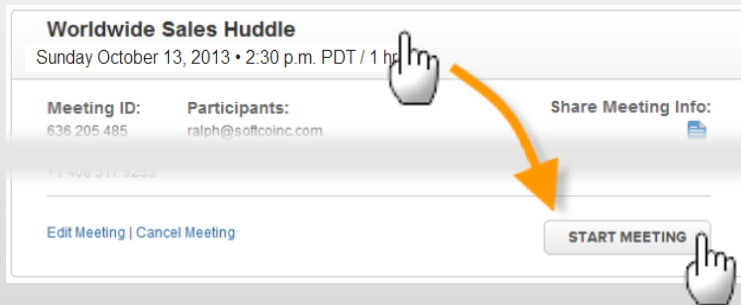 Worldwide Sales Huddle
Sunday October 13, 2013 • 2:30 p.m. PDT / 1 hr
Meeting ID: Participants: Share Meeting Info:
636 205 485 ralph@softcoinc.com
Edit Meeting | Cancel Meeting START MEETING